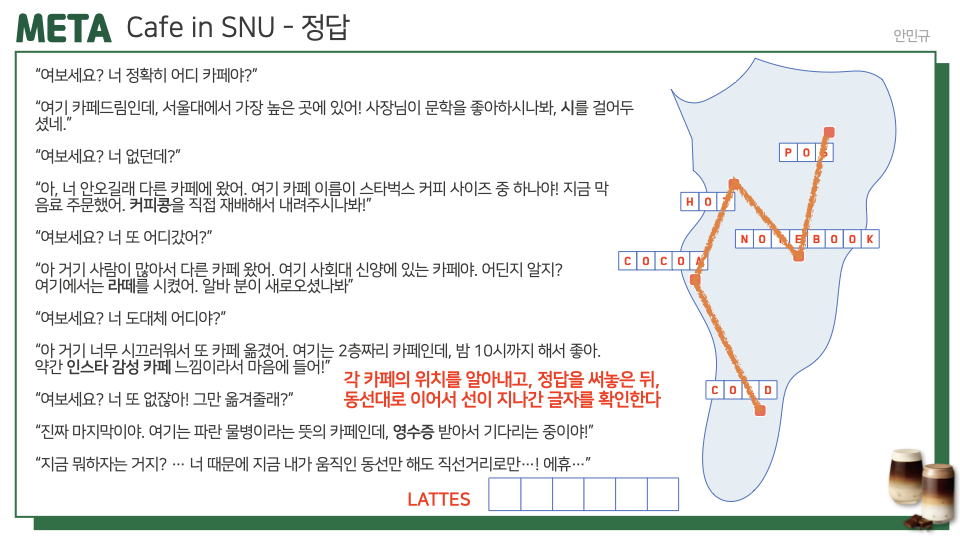 META Cafe in SNU - 정답
안민규
“여보세요? 너 정확히 어디 카페야?”
“여기 카페드림인데, 서울대에서 가장 높은 곳에 있어! 사장님이 문학을 좋아하시나봐, 시를 걸어두
셨네.”
“여보세요? 너 없던데?”
“아, 너 안오길래 다른 카페에 왔어. 여기 카페 이름이 스타벅스 커피 사이즈 중 하나야! 지금 막
음료 주문했어. 커피콩을 직접 재배해서 내려주시나봐!”
“여보세요? 너 또 어디갔어?”
“아 거기 사람이 많아서 다른 카페 왔어. 여기 사회대 신양에 있는 카페야. 어딘지 알지?
여기에서는 라떼를 시켰어. 알바 분이 새로오셨나봐”
“여보세요? 너 도대체 어디야?”
“아 거기 너무 시끄러워서 또 카페 옮겼어. 여기는 2층짜리 카페인데, 밤 10시까지 해서 좋아.
약간 인스타 감성 카페 느낌이라서 마음에 들어!”
“여보세요? 너 또 없잖아! 그만 옮겨줄래?”
“진짜 마지막이야. 여기는 파란 물병이라는 뜻의 카페인데, 영수증 받아서 기다리는 중이야!”
“지금 뭐하자는 거지? … 너 때문에 지금 내가 움직인 동선만 해도 직선거리로만…! 에휴…”
각 카페의 위치를 알아내고, 정답을 써놓은 뒤,
동선대로 이어서 선이 지나간 글자를 확인한다
LATTES
POS
HO
NOTEBOOK
COCOA
CO D